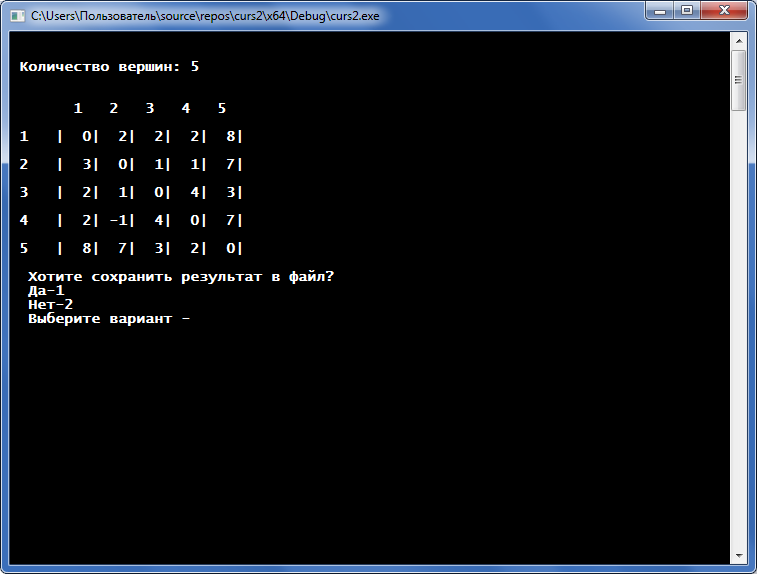 C:\Users\Пользователь\source\repos\curs2\x64\Debug\curs2.exe
Количество вершин: 5
1 2 3 4 5
1 | 0| 2| 2| 2| 8|
2 | 3| 0| 1| 1| 7|
3 | 2| 1| 0| 4| 3|
4 | 2| -1| 4| 0| 7|
5 | 8| 7| 3| 2| 0|
Хотите сохранить результат в файл?
Да-1
Нет-2
Выберите вариант -